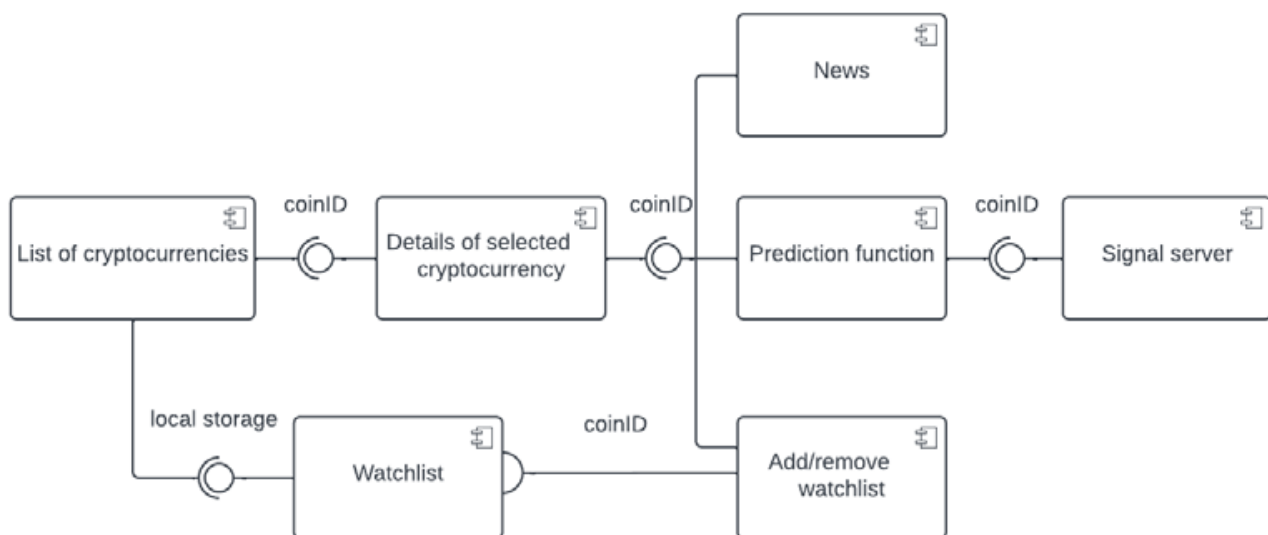 News
coinID
coinID
coinID
List of cryptocurrencies
Details of selected
cryptocurrency
Prediction function
Signal server
local storage
coinID
Watchlist
Add/remove
watchlist